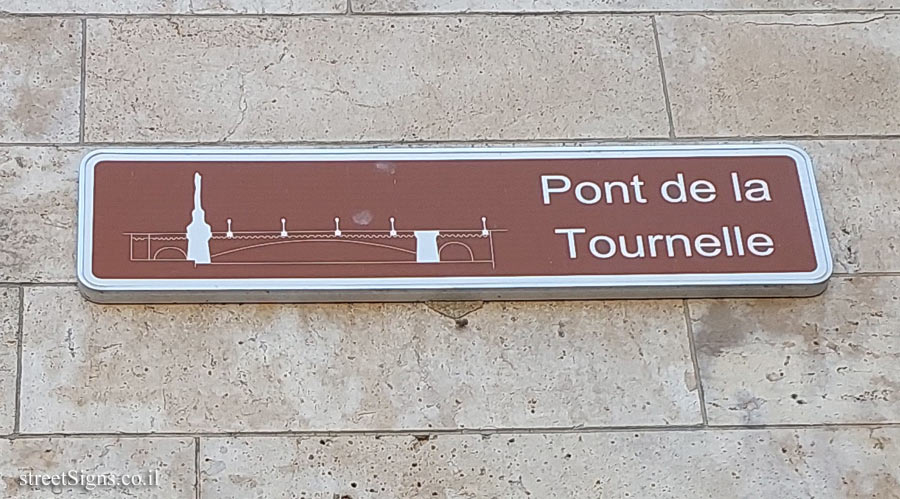 Pont de la
Tournelle
streetSigns.co.il